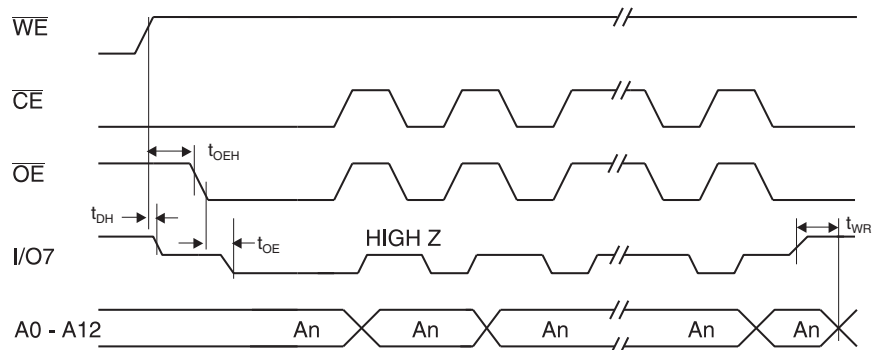 WE
CE
tOEH
OE
tDH
tWR
I/O7
tOE
HIGH Z
A0 - A12
An
An
An
An
An